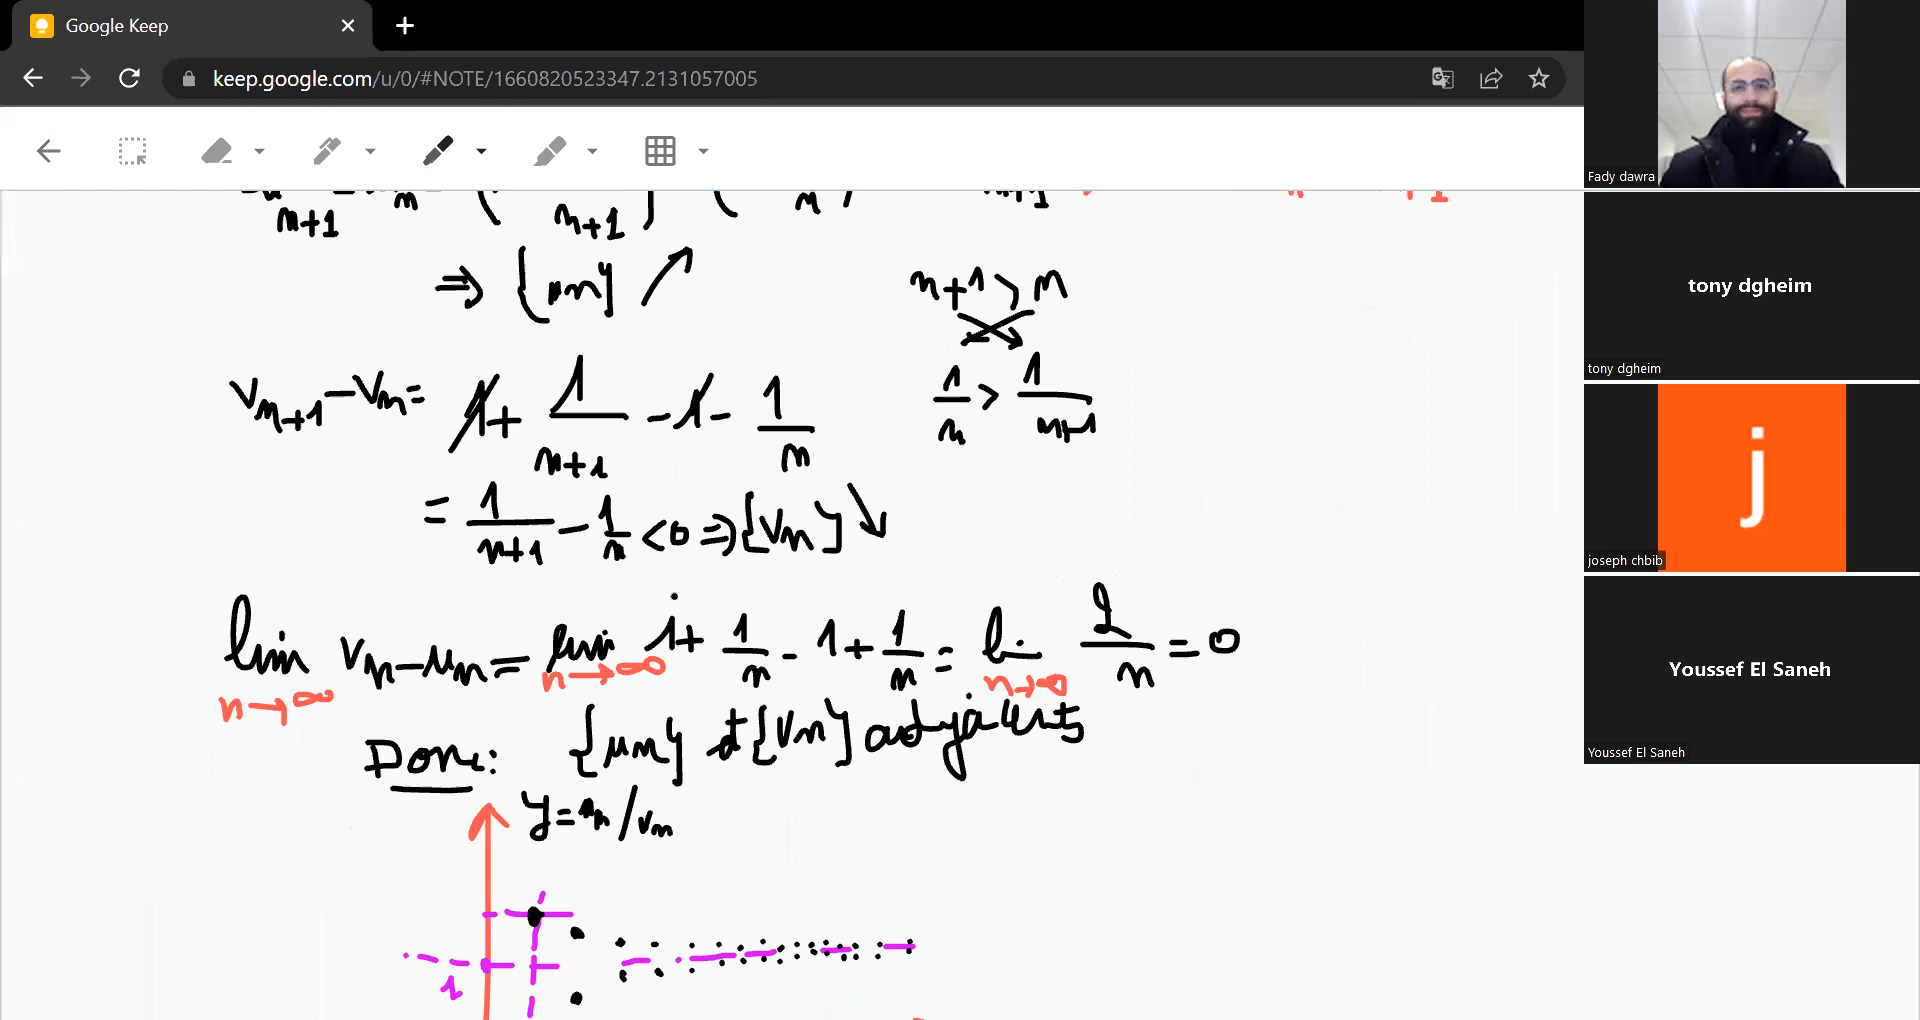 Google Keep
keep.google.com/u/0/#NOTE/1660820523347.2131057005
n+1 n n+1 n
⇒ {un} ↗
n+1 > n
1/n > 1/(n+1)
Vn+1 - Vn = 1 + 1/(n+1) - 1 - 1/n
= 1/(n+1) - 1/n < 0 ⇒ {Vn} ↘
lim n→∞ Vn - un = lim n→∞ 1 + 1/n - 1 + 1/n = lim n→∞ 2/n = 0
Donc: {un} et {Vn} adjacents
y = un/vn
1
Fady dawra
tony dgheim
tony dgheim
j
joseph chbib
Youssef El Saneh
Youssef El Saneh